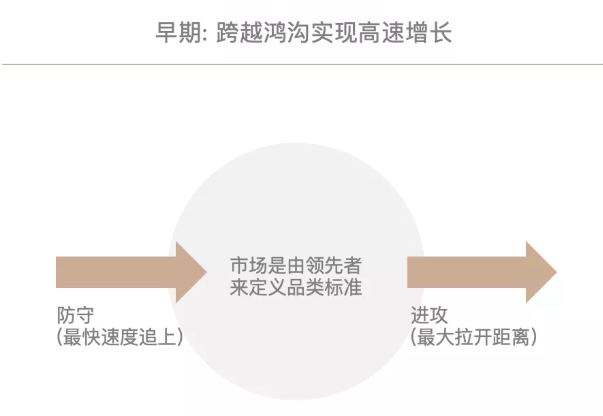 早期: 跨越鸿沟实现高速增长
市场是由领先者
来定义品类标准
防守
(最快速度追上)
进攻
(最大拉开距离)